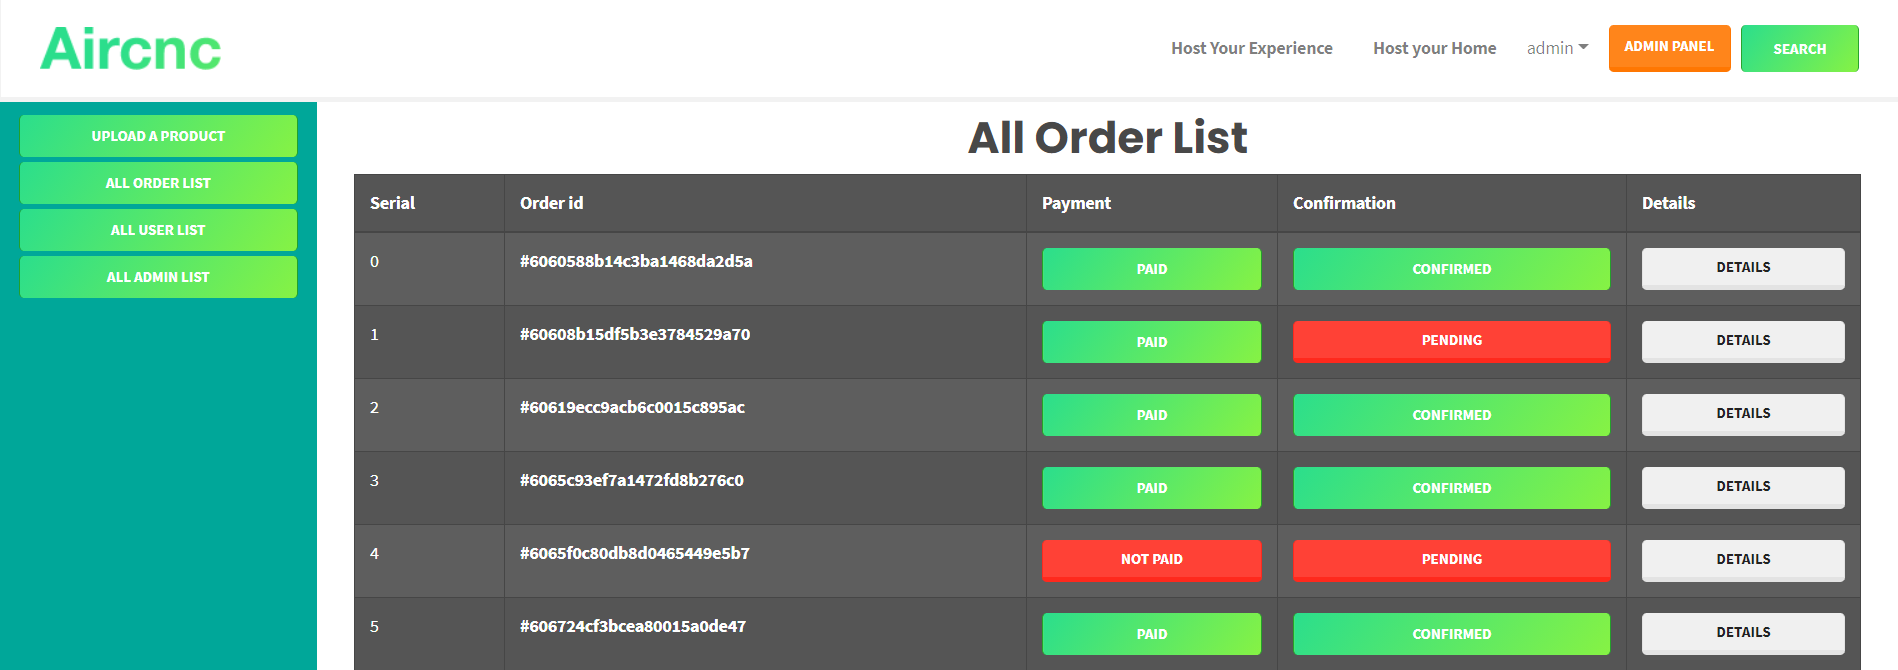 Aircnc
Host Your Experience Host your Home admin ADMIN PANEL SEARCH
UPLOAD A PRODUCT
ALL ORDER LIST
ALL USER LIST
ALL ADMIN LIST
All Order List
Serial Order id Payment Confirmation Details
0 #6060588b14c3ba1468da2d5a PAID CONFIRMED DETAILS
1 #60608b15df5b3e3784529a70 PAID PENDING DETAILS
2 #60619ecc9acb6c0015c895ac PAID CONFIRMED DETAILS
3 #6065c93ef7a1472fd8b276c0 PAID CONFIRMED DETAILS
4 #6065f0c80db8d0465449e5b7 NOT PAID PENDING DETAILS
5 #606724cf3bcea80015a0de47 PAID CONFIRMED DETAILS